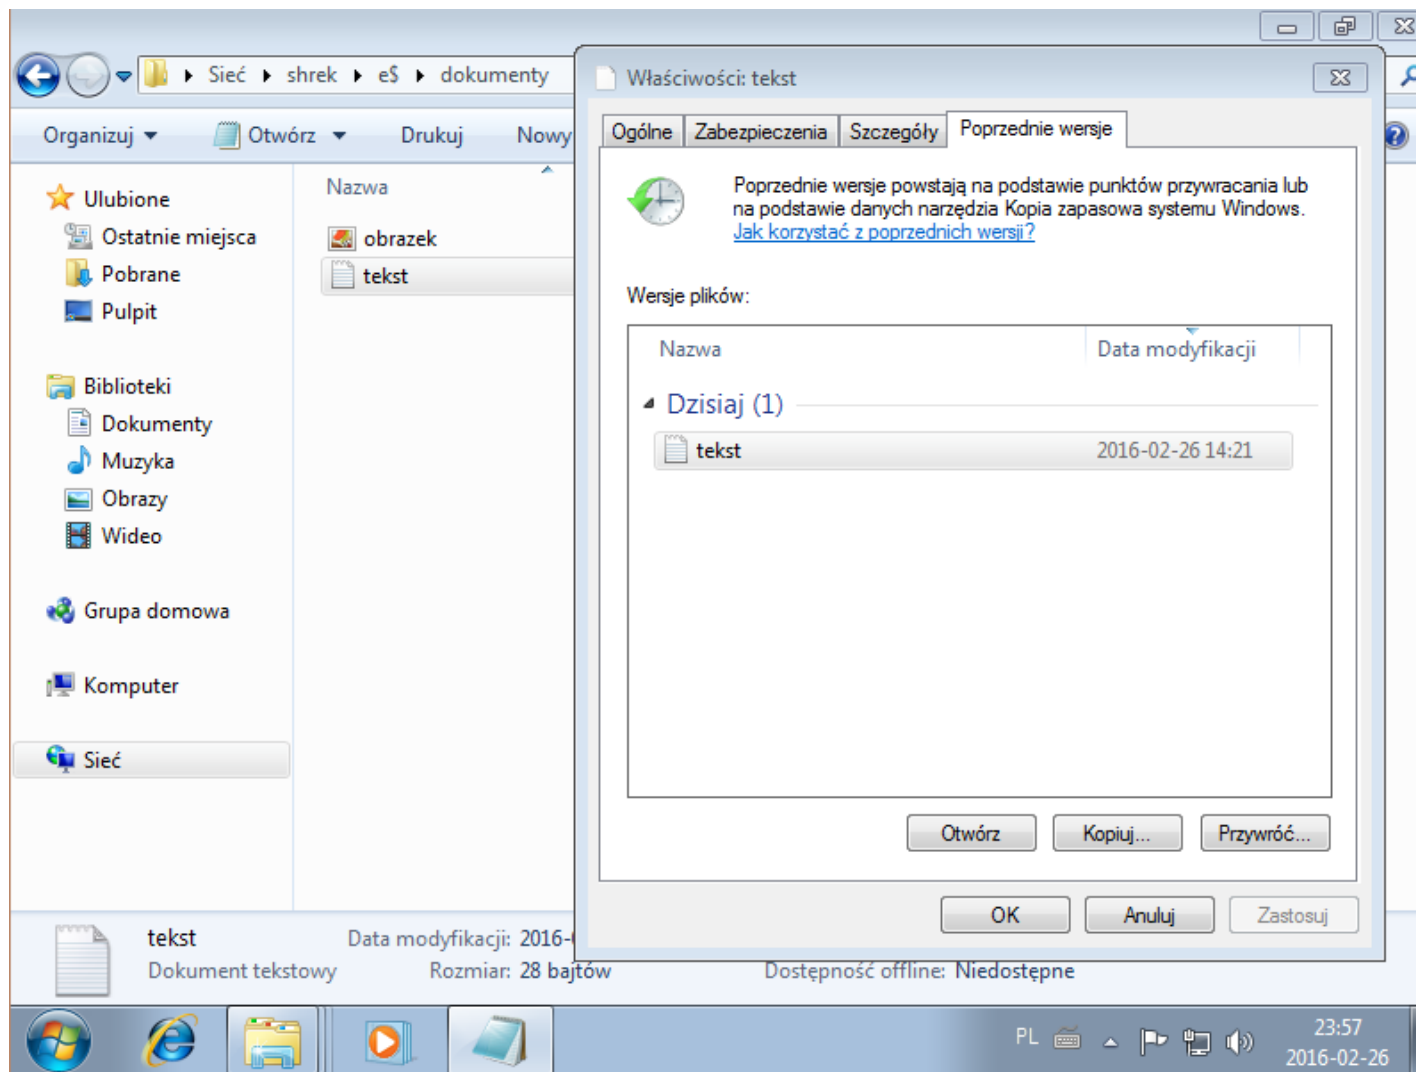 Sieć shrek e$ dokumenty
Organizuj
Otwórz
Drukuj
Nowy
Ulubione
Ostatnie miejsca
Pobrane
Pulpit
Biblioteki
Dokumenty
Muzyka
Obrazy
Wideo
Grupa domowa
Komputer
Sieć
Nazwa
obrazek
tekst
Właściwości: tekst
Ogólne
Zabezpieczenia
Szczegóły
Poprzednie wersje
Poprzednie wersje powstają na podstawie punktów przywracania lub
na podstawie danych narzędzia Kopia zapasowa systemu Windows.
Jak korzystać z poprzednich wersji?
Wersje plików:
Nazwa
Data modyfikacji
Dzisiaj (1)
tekst
2016-02-26 14:21
Otwórz
Kopiuj...
Przywróć...
OK
Anuluj
Zastosuj
tekst
Data modyfikacji: 2016-
Dokument tekstowy
Rozmiar: 28 bajtów
Dostępność offline: Niedostępne
PL
23:57
2016-02-26